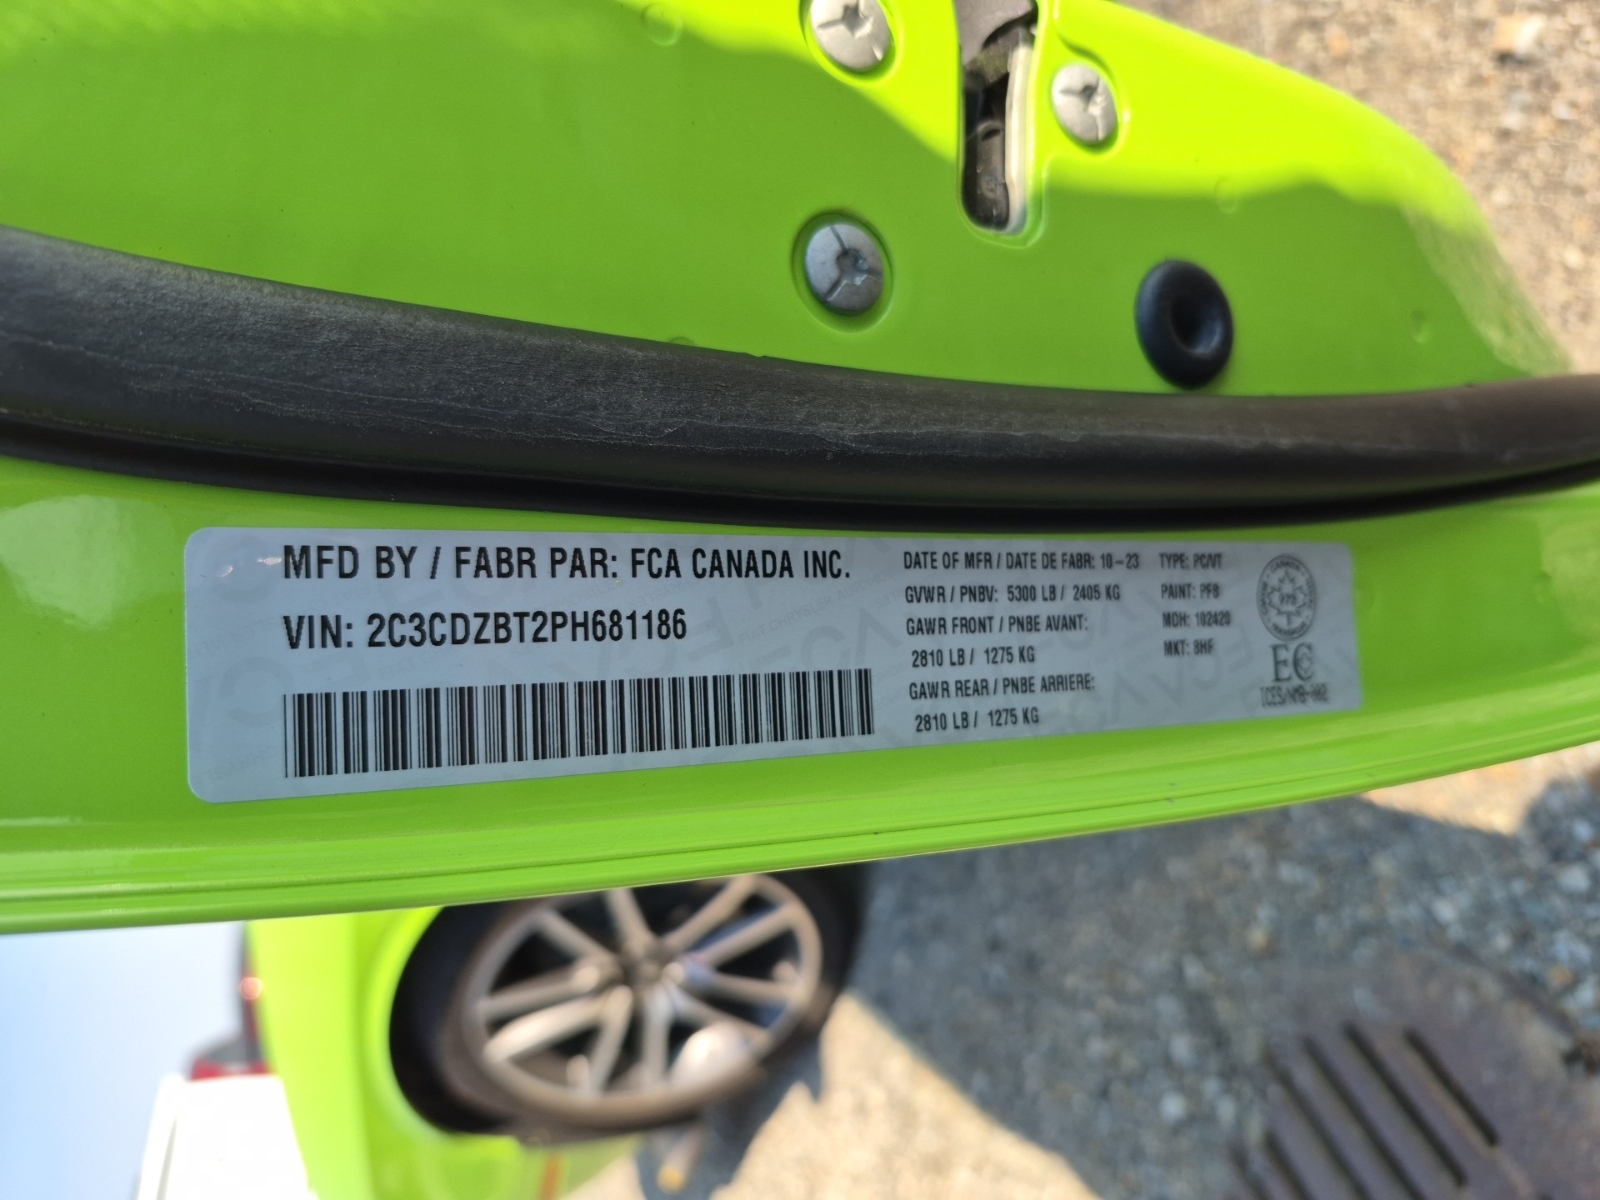 MFD BY / FABR PAR: FCA CANADA INC.
VIN: 2C3CDZBT2PH681186
DATE OF MFR / DATE DE FABR: 10-23
GVWR / PNBV: 5300 LB / 2405 KG
GAWR FRONT / PNBE AVANT:
2810 LB / 1275 KG
GAWR REAR / PNBE ARRIERE:
2810 LB / 1275 KG
TYPE: PC/VT
PAINT: PFB
MDH: 102420
MKT: 8HF
CANADA
EC